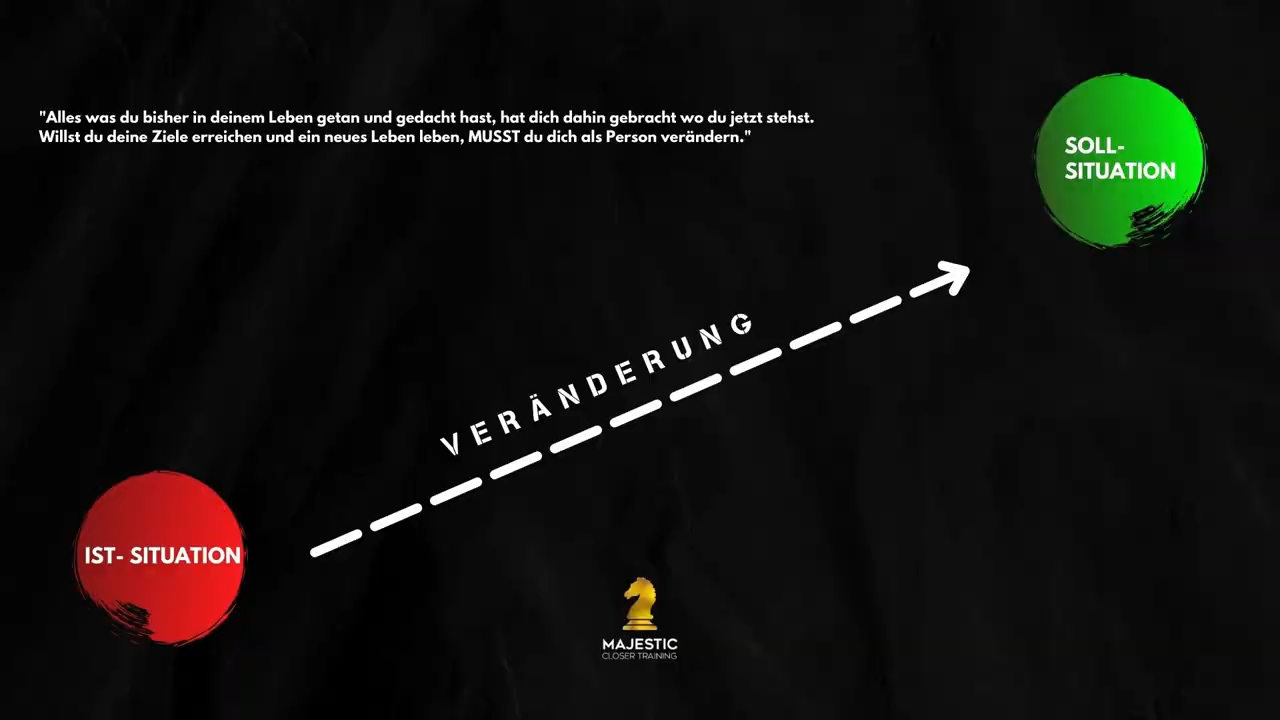 "Alles was du bisher in deinem Leben getan und gedacht hast, hat dich dahin gebracht wo du jetzt stehst.
Willst du deine Ziele erreichen und ein neues Leben leben, MUSST du dich als Person verändern."
SOLL-
SITUATION
VERÄNDERUNG
IST- SITUATION
MAJESTIC
CLOSER TRAINING